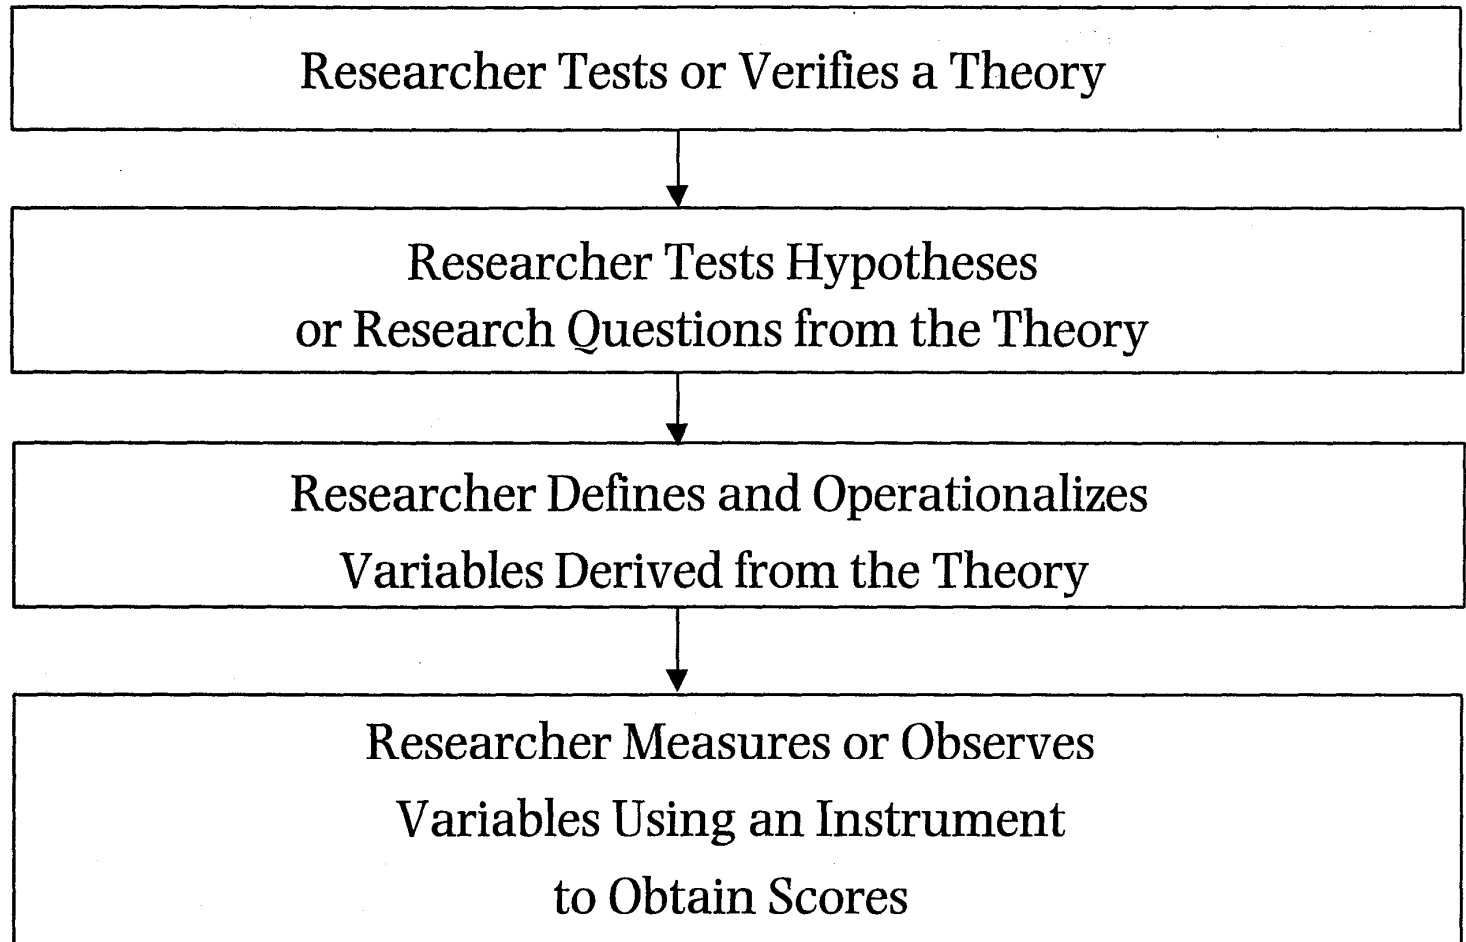 Researcher Tests or Verifies a Theory
Researcher Tests Hypotheses
or Research Questions from the Theory
Researcher Defines and Operationalizes
Variables Derived from the Theory
Researcher Measures or Observes
Variables Using an Instrument
to Obtain Scores